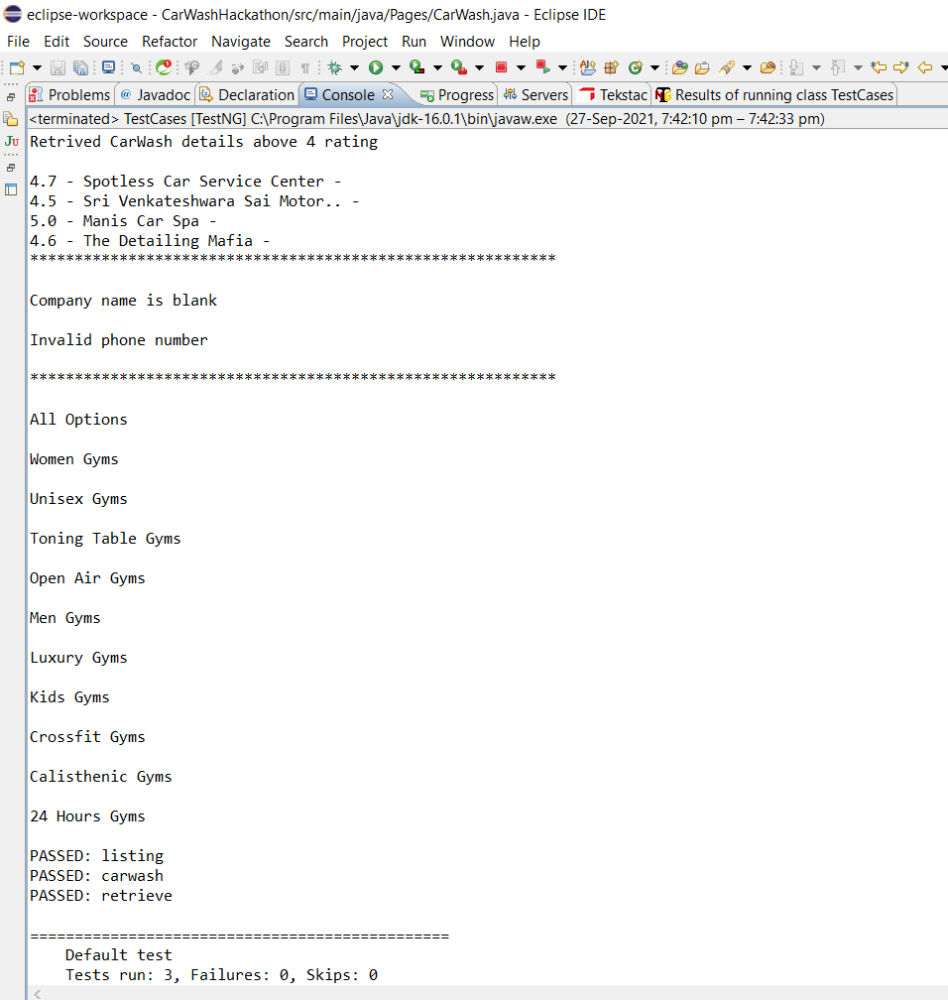 eclipse-workspace - CarWashHackathon/src/main/java/Pages/CarWash.java - Eclipse IDE
File Edit Source Refactor Navigate Search Project Run Window Help
Problems @ Javadoc Declaration Console Progress Servers Tekstac Results of running class TestCases
<terminated> TestCases [TestNG] C:\Program Files\Java\jdk-16.0.1\bin\javaw.exe (27-Sep-2021, 7:42:10 pm – 7:42:33 pm)
Retrived CarWash details above 4 rating
4.7 - Spotless Car Service Center -
4.5 - Sri Venkateshwara Sai Motor.. -
5.0 - Manis Car Spa -
4.6 - The Detailing Mafia -
***********************************************************
Company name is blank
Invalid phone number
***********************************************************
All Options
Women Gyms
Unisex Gyms
Toning Table Gyms
Open Air Gyms
Men Gyms
Luxury Gyms
Kids Gyms
Crossfit Gyms
Calisthenic Gyms
24 Hours Gyms
PASSED: listing
PASSED: carwash
PASSED: retrieve
===============================================
Default test
Tests run: 3, Failures: 0, Skips: 0